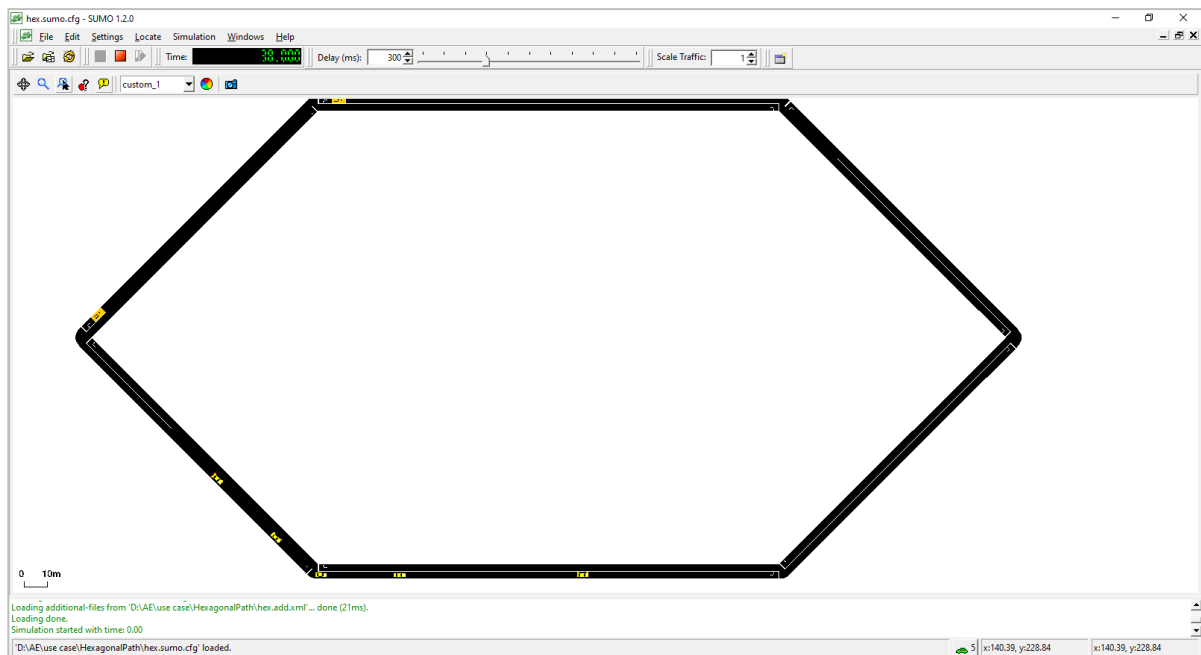 hex.sumo.cfg - SUMO 1.2.0
File Edit Settings Locate Simulation Windows Help
Time: 38.000 Delay (ms): 300 Scale Traffic: 1
custom_1
0 10m
Loading additional-files from 'D:\AE\use case\HexagonalPath\hex.add.xml'... done (21ms).
Loading done.
Simulation started with time: 0.00
'D:\AE\use case\HexagonalPath\hex.sumo.cfg' loaded. 5 x:140.39, y:228.84 x:140.39, y:228.84